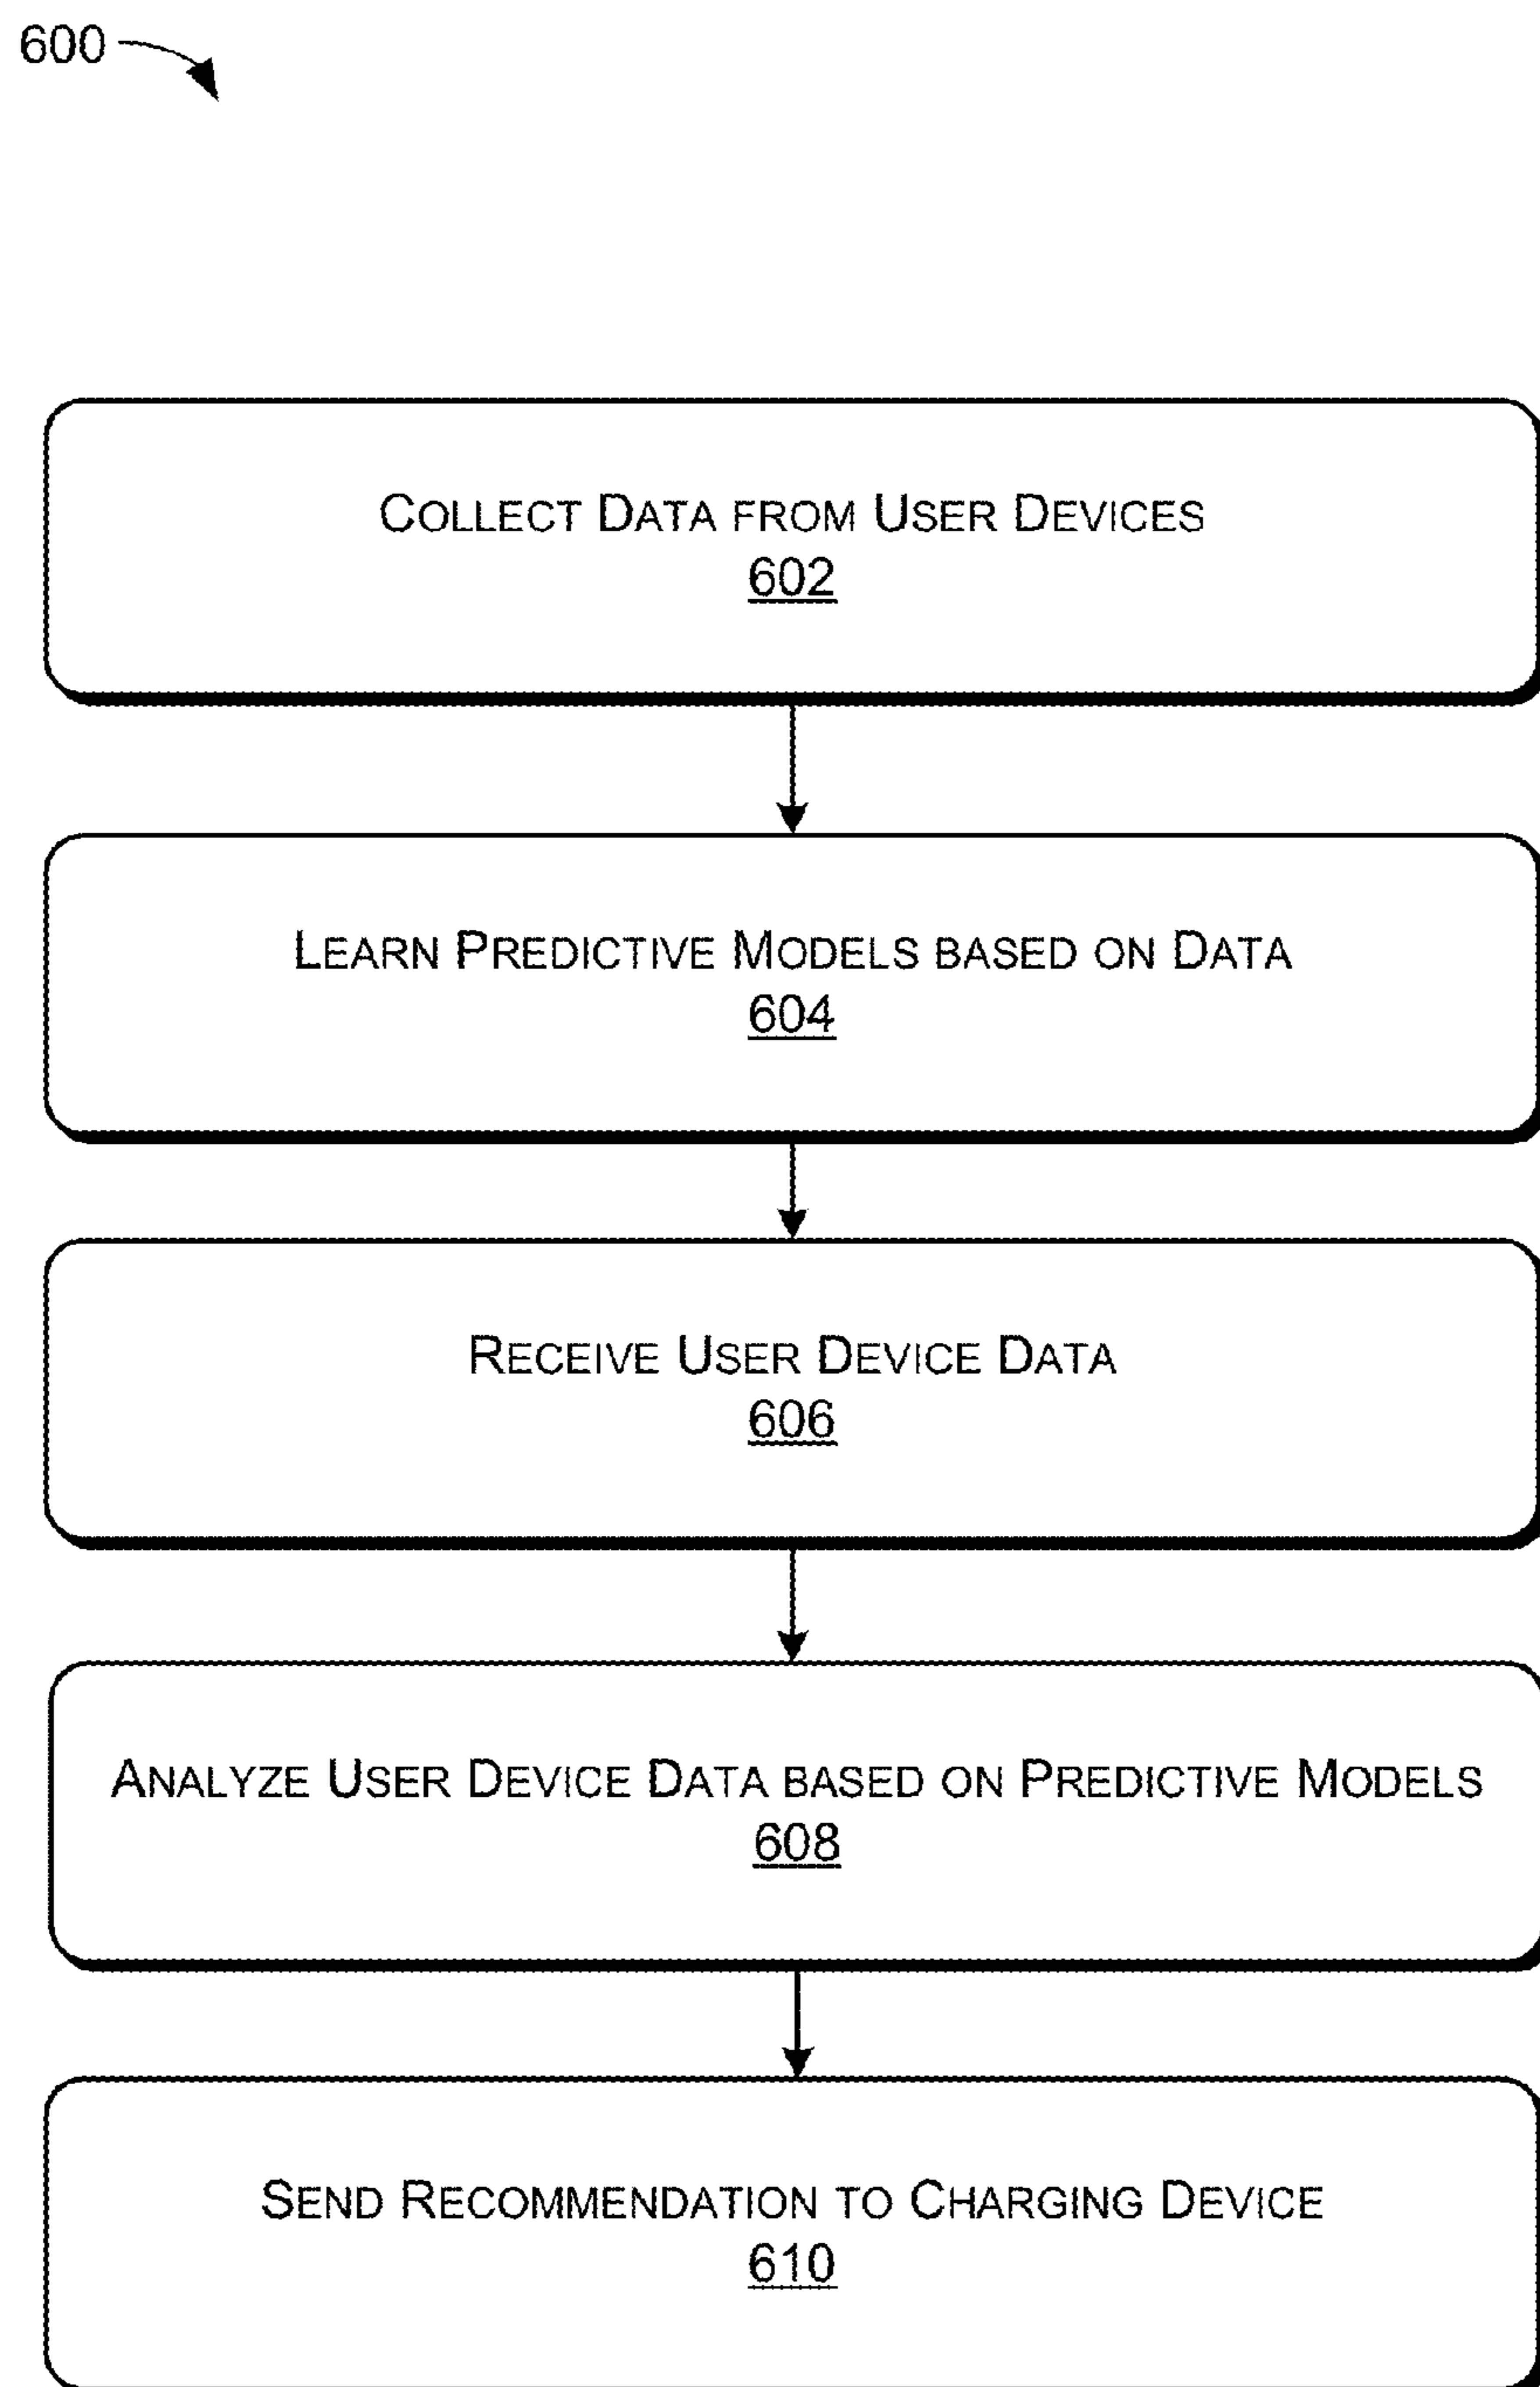 600
COLLECT DATA FROM USER DEVICES
602
LEARN PREDICTIVE MODELS BASED ON DATA
604
RECEIVE USER DEVICE DATA
606
ANALYZE USER DEVICE DATA BASED ON PREDICTIVE MODELS
608
SEND RECOMMENDATION TO CHARGING DEVICE
610